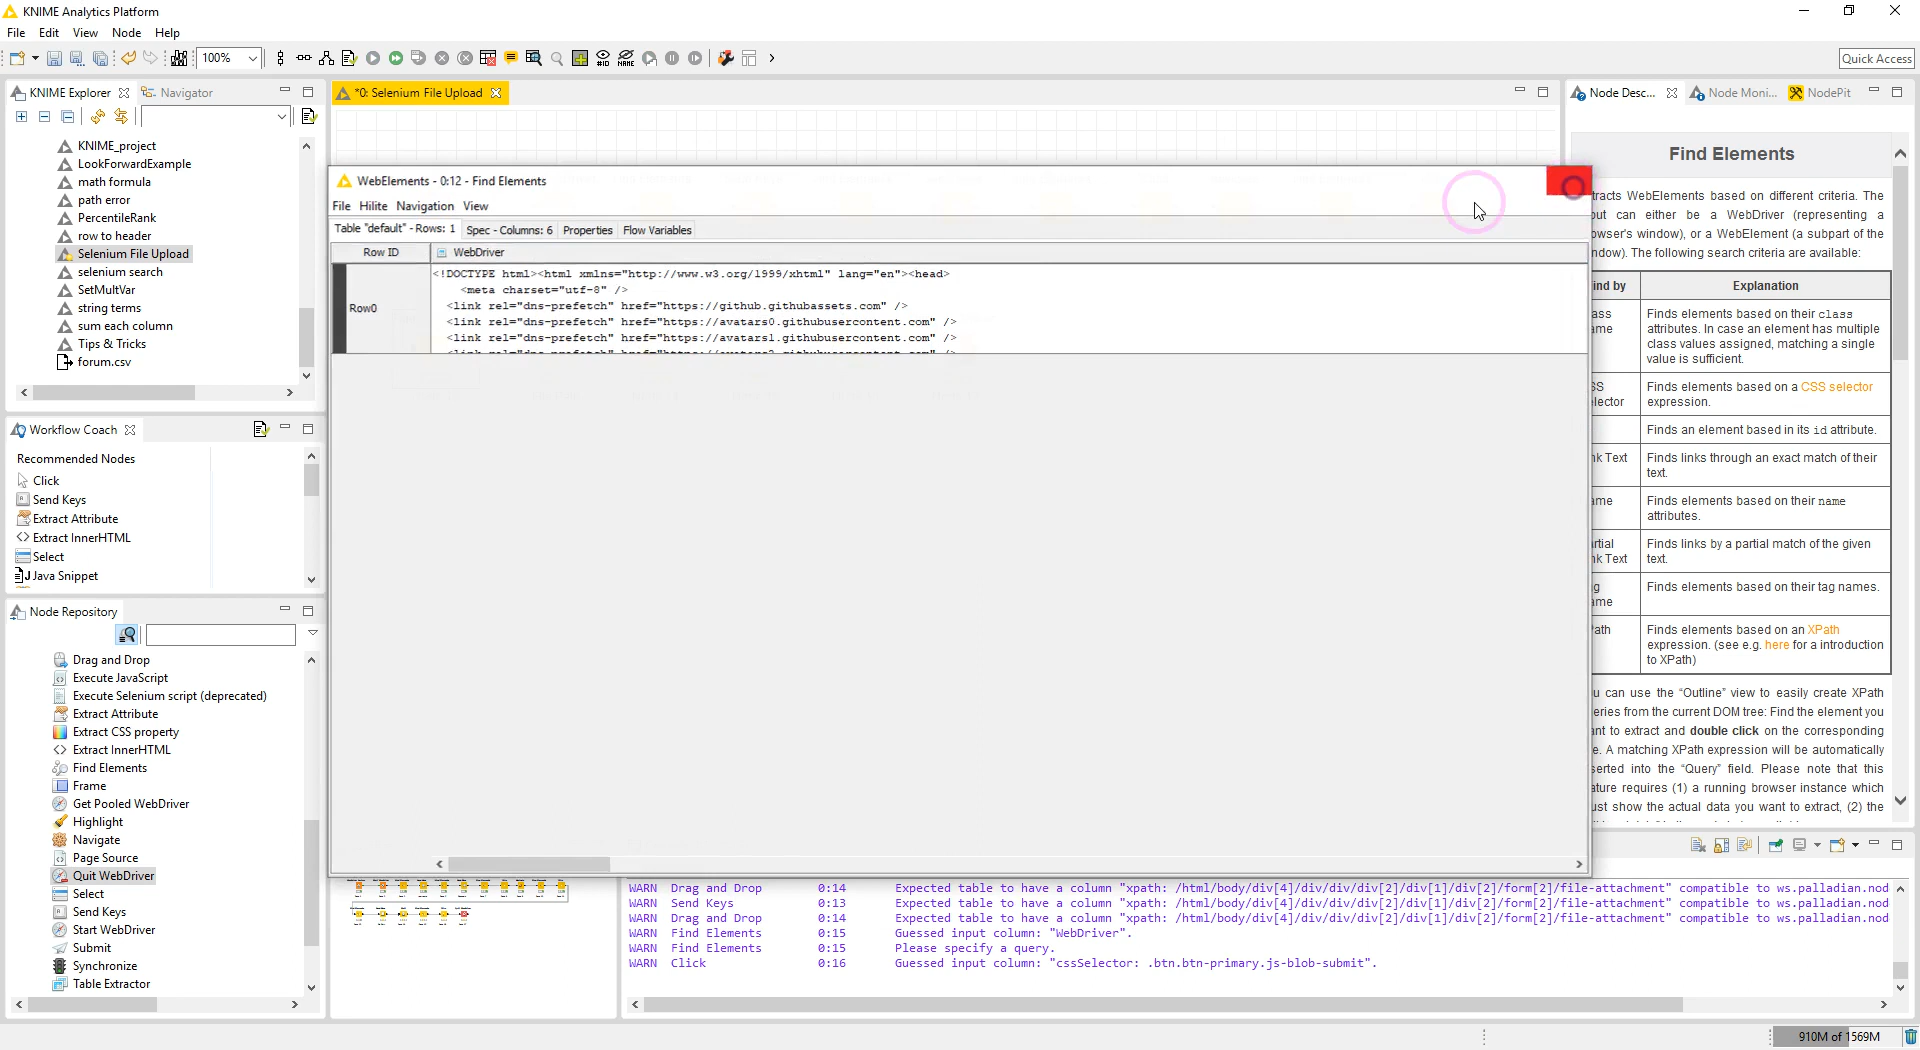 KNIME Analytics Platform
File Edit View Node Help
100%
Quick Access
KNIME Explorer
Navigator
*0: Selenium File Upload
Node Desc...
Node Moni...
NodePit
KNIME_project
LookForwardExample
math formula
path error
PercentileRank
row to header
Selenium File Upload
selenium search
SetMultVar
string terms
sum each column
Tips & Tricks
forum.csv
Workflow Coach
Recommended Nodes
Click
Send Keys
Extract Attribute
Extract InnerHTML
Select
Java Snippet
Node Repository
Drag and Drop
Execute JavaScript
Execute Selenium script (deprecated)
Extract Attribute
Extract CSS property
Extract InnerHTML
Find Elements
Frame
Get Pooled WebDriver
Highlight
Navigate
Page Source
Quit WebDriver
Select
Send Keys
Start WebDriver
Submit
Synchronize
Table Extractor
WebElements - 0:12 - Find Elements
File Hilite Navigation View
Table "default" - Rows: 1
Spec - Columns: 6
Properties
Flow Variables
Row ID
WebDriver
Row0
<!DOCTYPE html><html xmlns="http://www.w3.org/1999/xhtml" lang="en"><head>
<meta charset="utf-8" />
<link rel="dns-prefetch" href="https://github.githubassets.com" />
<link rel="dns-prefetch" href="https://avatars0.githubusercontent.com" />
<link rel="dns-prefetch" href="https://avatars1.githubusercontent.com" />
Find Elements
tracts WebElements based on different criteria. The
put can either be a WebDriver (representing a
owser's window), or a WebElement (a subpart of the
ndow). The following search criteria are available:
ind by
Explanation
ass
ame
Finds elements based on their class
attributes. In case an element has multiple
class values assigned, matching a single
value is sufficient.
SS
lector
Finds elements based on a CSS selector
expression.
Finds an element based in its id attribute.
nk Text
Finds links through an exact match of their
text.
ame
Finds elements based on their name
attributes.
artial
nk Text
Finds links by a partial match of the given
text.
ag
ame
Finds elements based on their tag names.
Path
Finds elements based on an XPath
expression. (see e.g. here for a introduction
to XPath)
u can use the "Outline" view to easily create XPath
eries from the current DOM tree: Find the element you
nt to extract and double click on the corresponding
e. A matching XPath expression will be automatically
serted into the "Query" field. Please note that this
ature requires (1) a running browser instance which
ust show the actual data you want to extract, (2) the
WARN Drag and Drop 0:14 Expected table to have a column "xpath: /html/body/div[4]/div/div/div[2]/div[1]/div[2]/form[2]/file-attachment" compatible to ws.palladian.nod
WARN Send Keys 0:13 Expected table to have a column "xpath: /html/body/div[4]/div/div/div[2]/div[1]/div[2]/form[2]/file-attachment" compatible to ws.palladian.nod
WARN Drag and Drop 0:14 Expected table to have a column "xpath: /html/body/div[4]/div/div/div[2]/div[1]/div[2]/form[2]/file-attachment" compatible to ws.palladian.nod
WARN Find Elements 0:15 Guessed input column: "WebDriver".
WARN Find Elements 0:15 Please specify a query.
WARN Click 0:16 Guessed input column: "cssSelector: .btn.btn-primary.js-blob-submit".
910M of 1569M